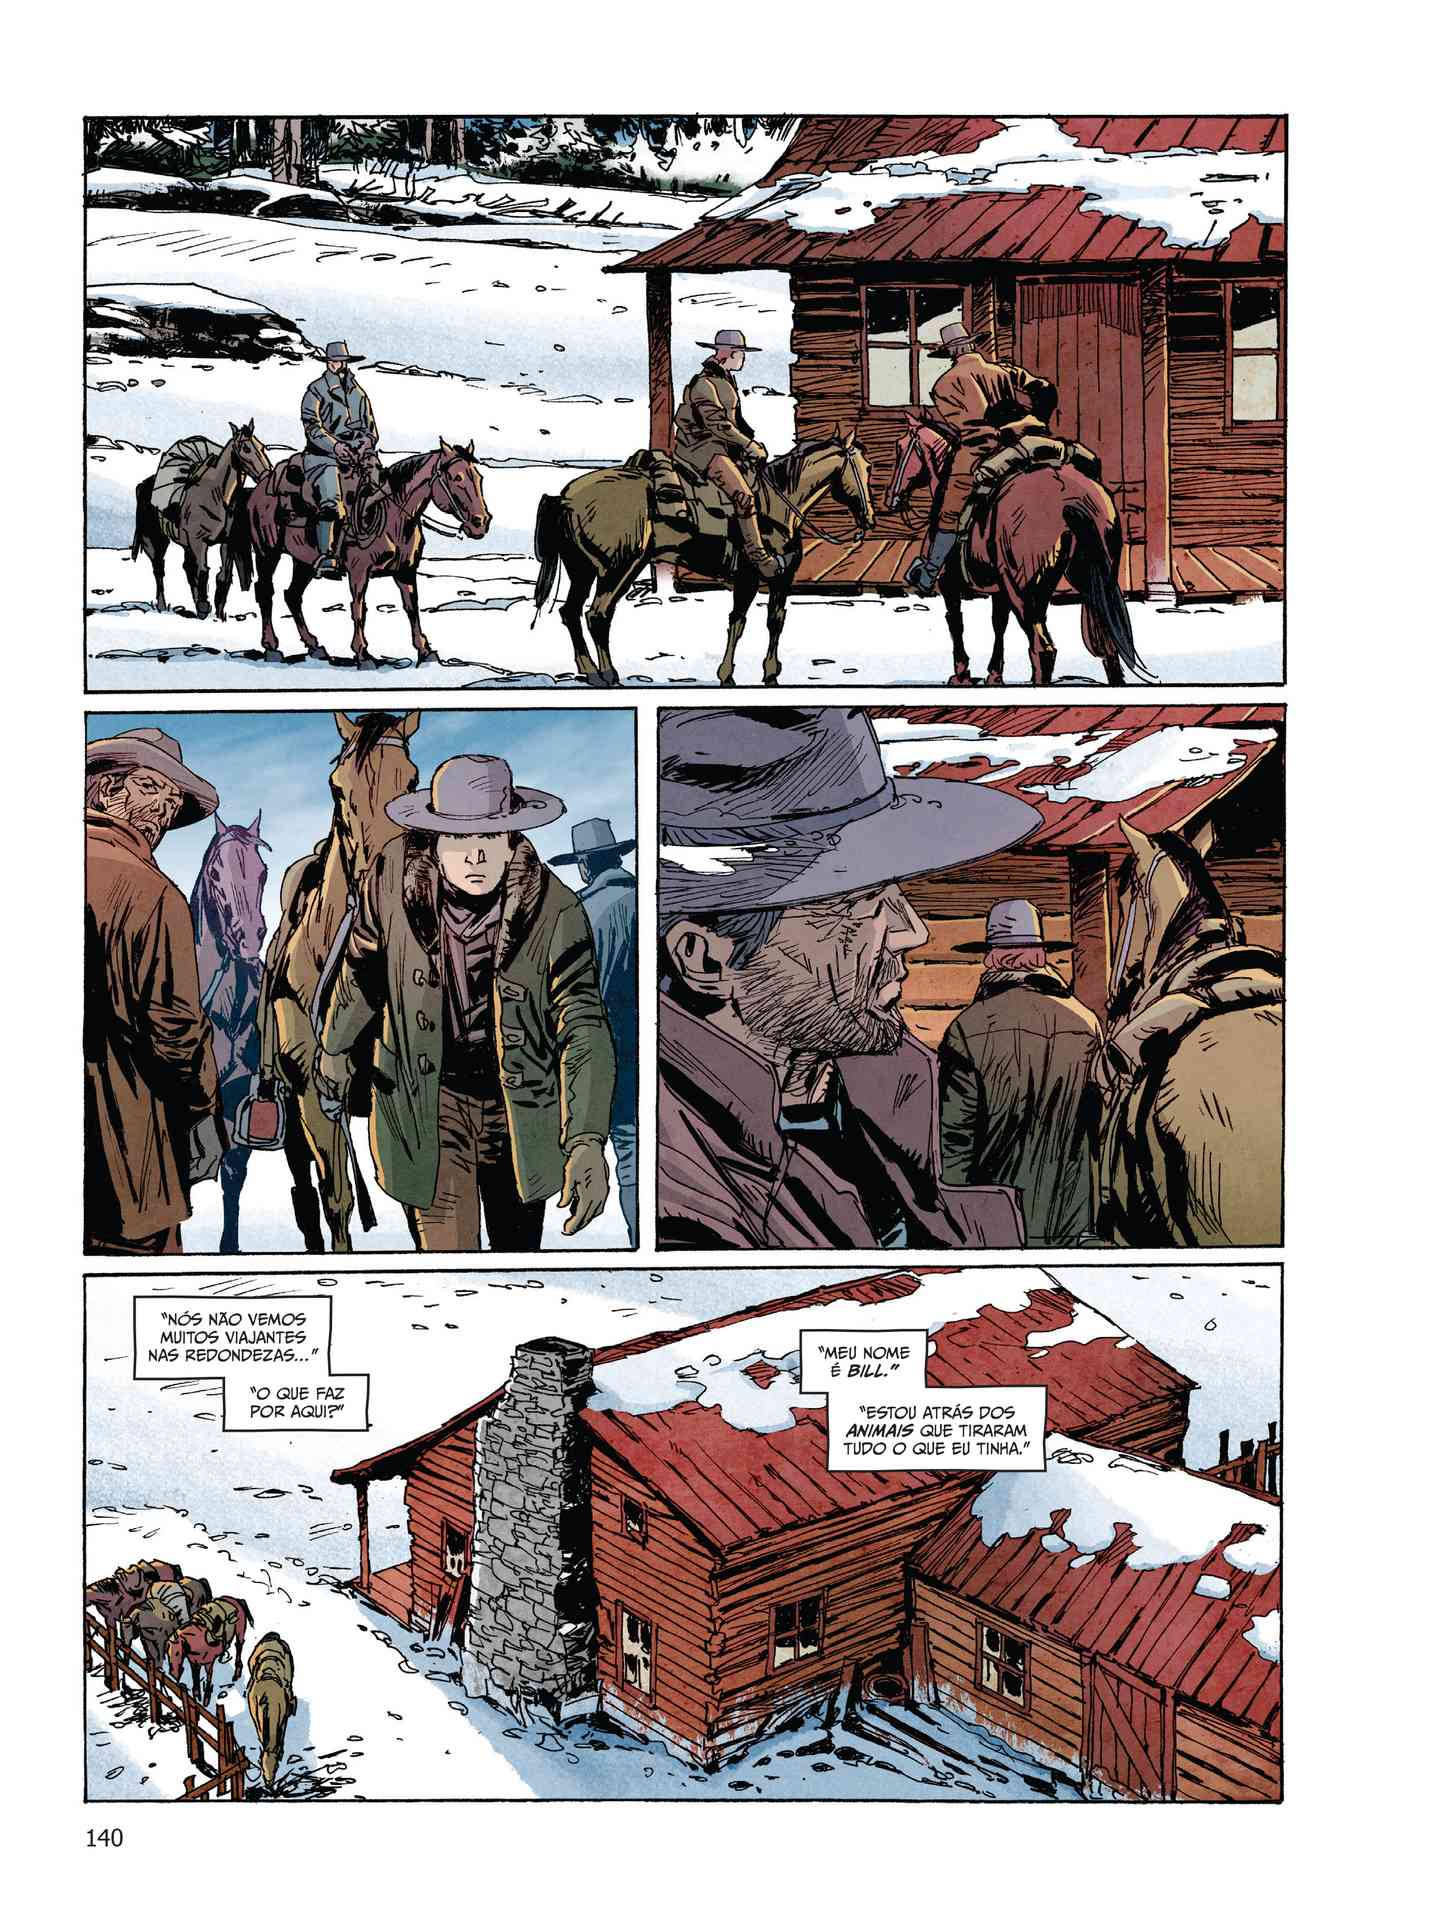 "NÓS NÃO VEMOS
MUITOS VIAJANTES
NAS REDONDEZAS..."
"O QUE FAZ
POR AQUI?"
"MEU NOME
É BILL."
"ESTOU ATRÁS DOS
ANIMAIS QUE TIRARAM
TUDO O QUE EU TINHA."
140